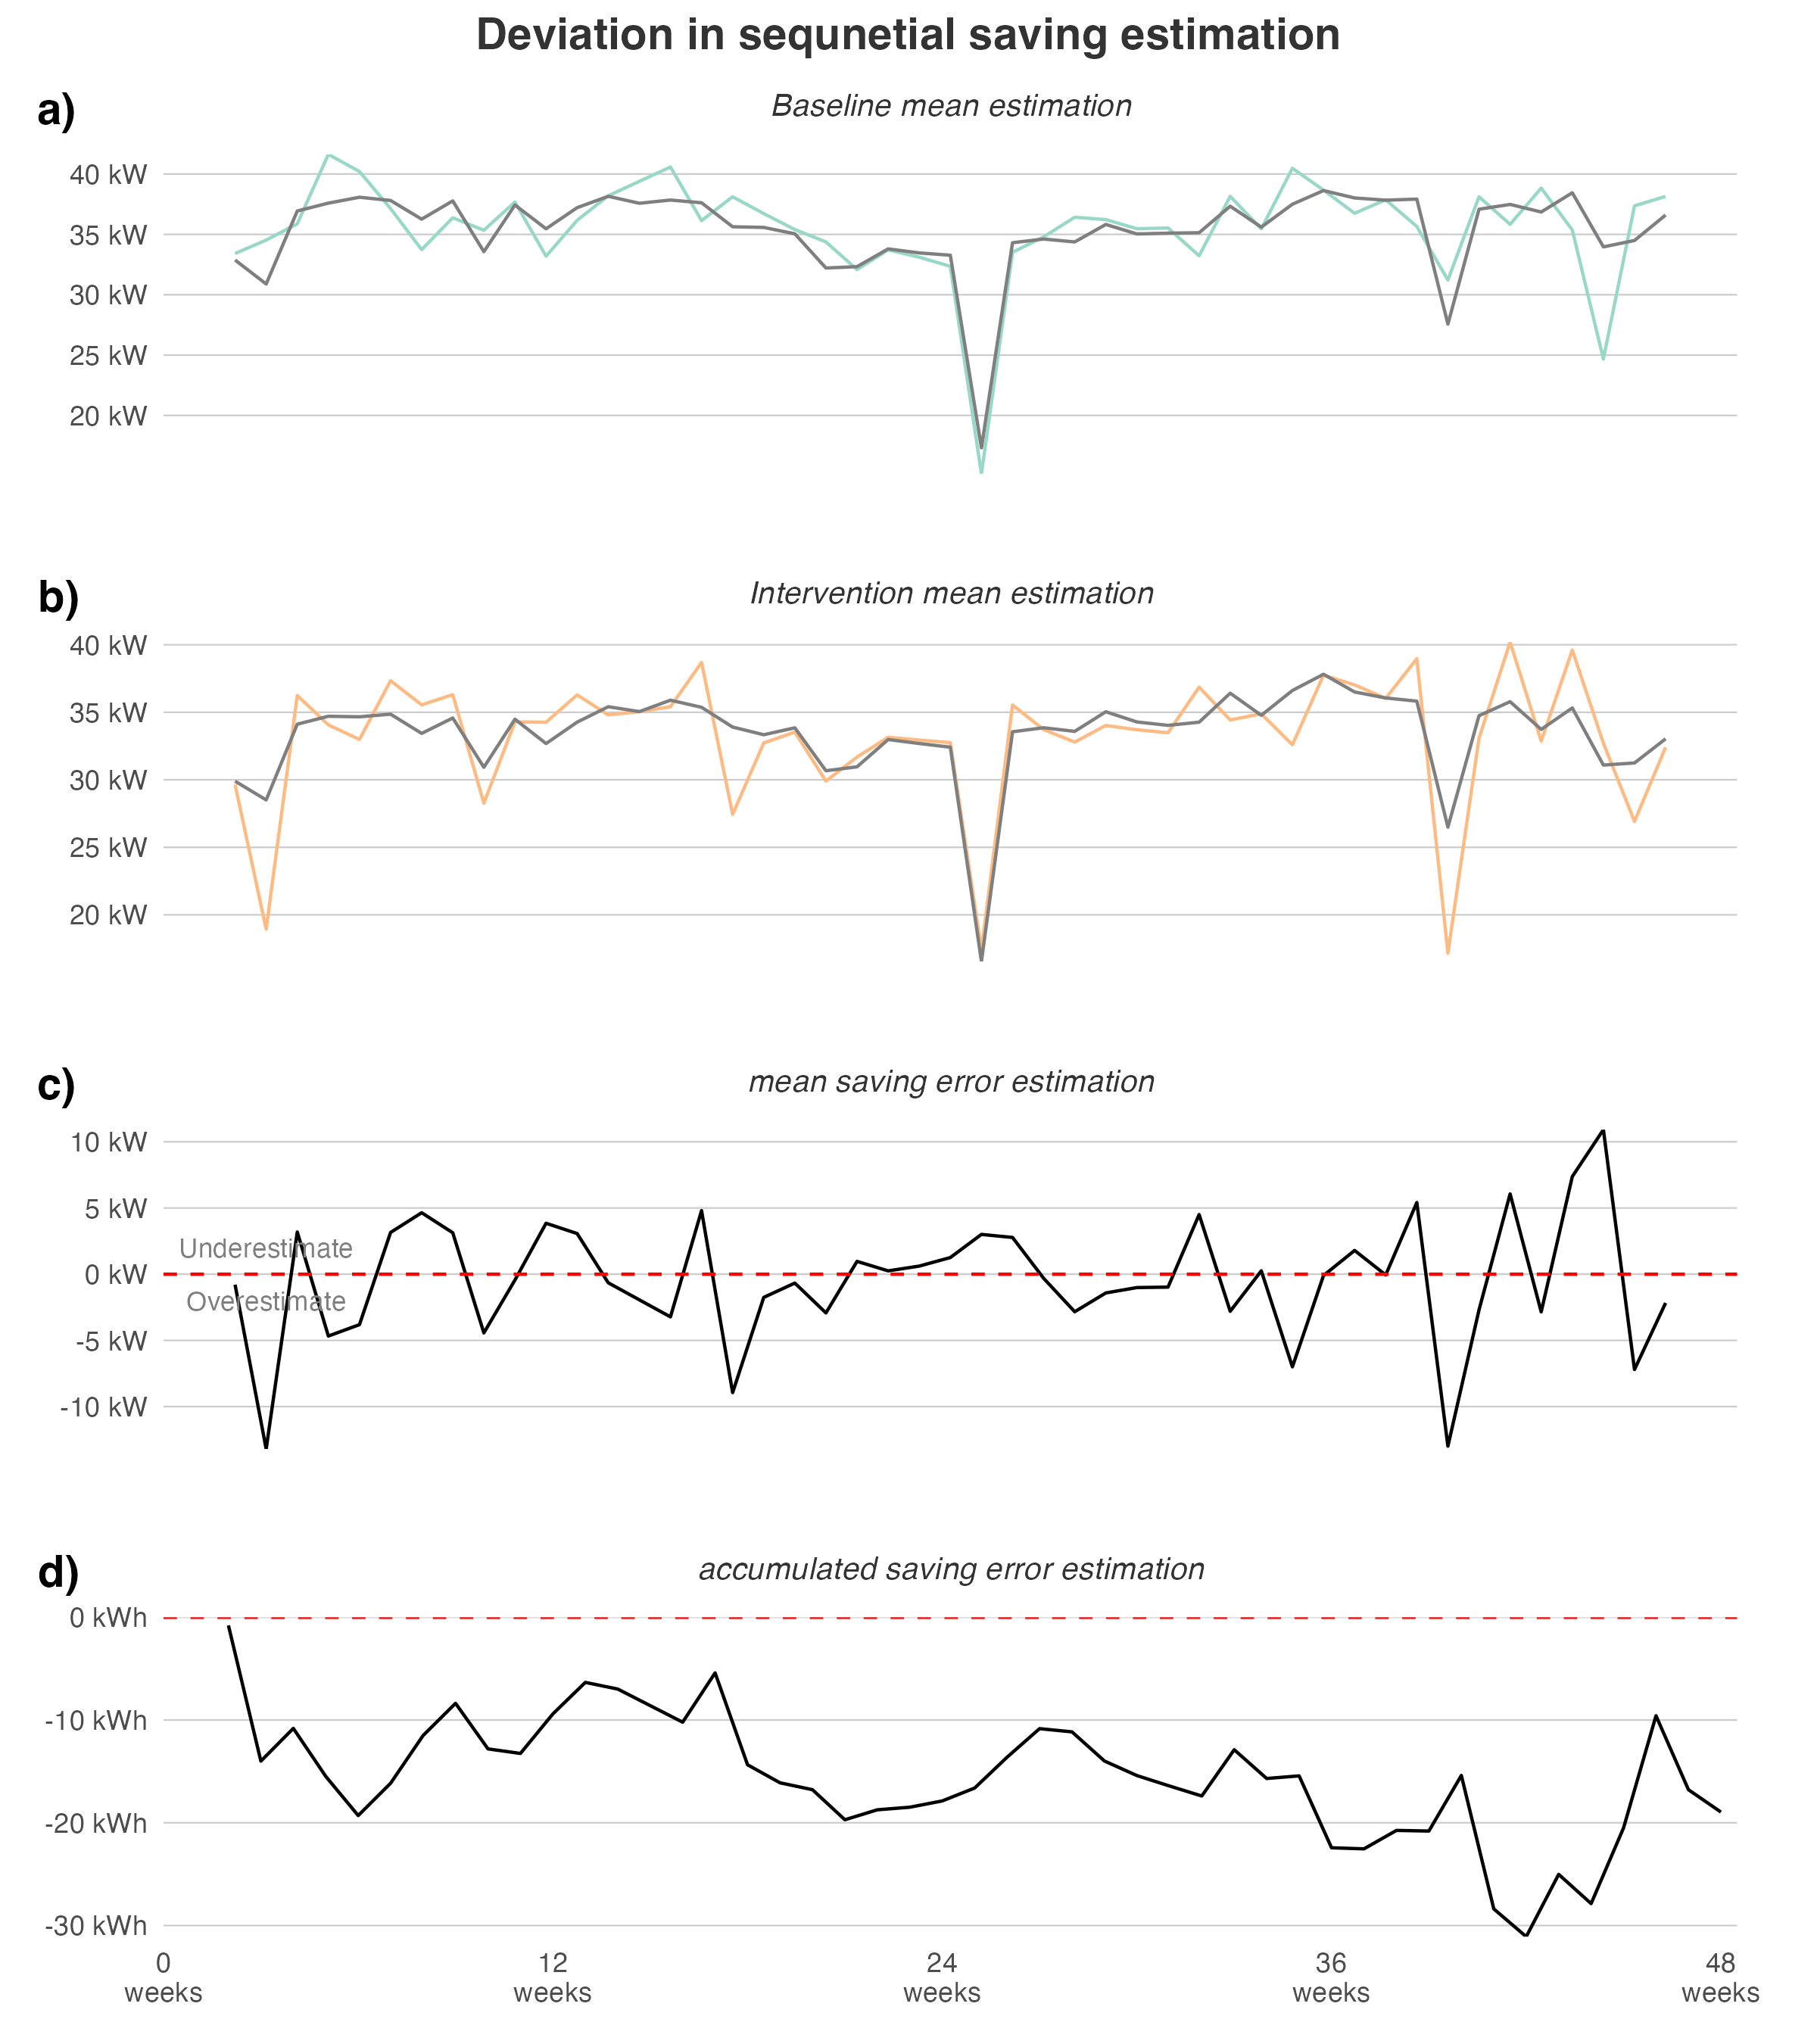 Deviation in sequnetial saving estimation
a)
Baseline mean estimation
40 kW
35 kW
30 kW
25 kW
20 kW
b)
Intervention mean estimation
40 kW
35 kW
30 kW
25 kW
20 kW
c)
mean saving error estimation
10 kW
5 kW
Underestimate
0 kW
Overestimate
-5 kW
-10 kW
d)
accumulated saving error estimation
0 kWh
-10 kWh
-20 kWh
-30 kWh
0 12 24 36 48
weeks weeks weeks weeks weeks